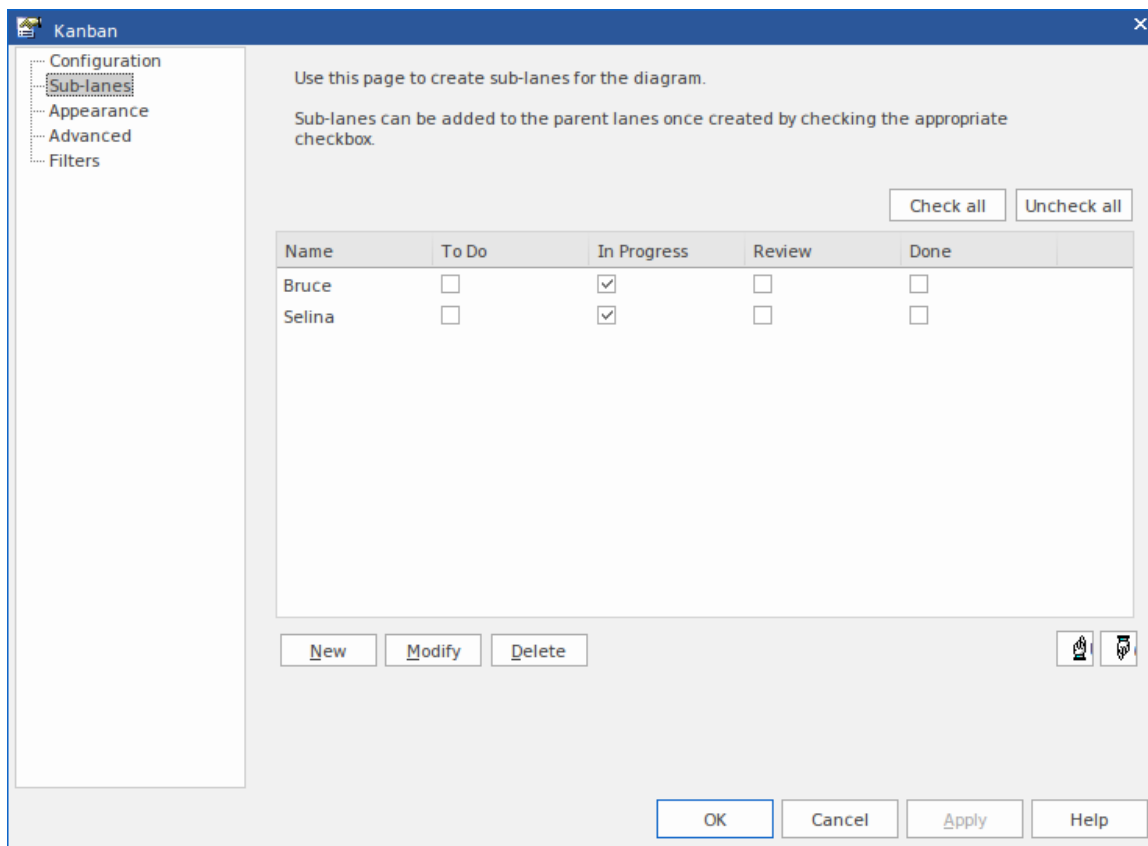 Kanban
Configuration
Sub-lanes
Appearance
Advanced
Filters
Use this page to create sub-lanes for the diagram.
Sub-lanes can be added to the parent lanes once created by checking the appropriate
checkbox.
Check all Uncheck all
Name To Do In Progress Review Done
Bruce
Selina
New Modify Delete
OK Cancel Apply Help